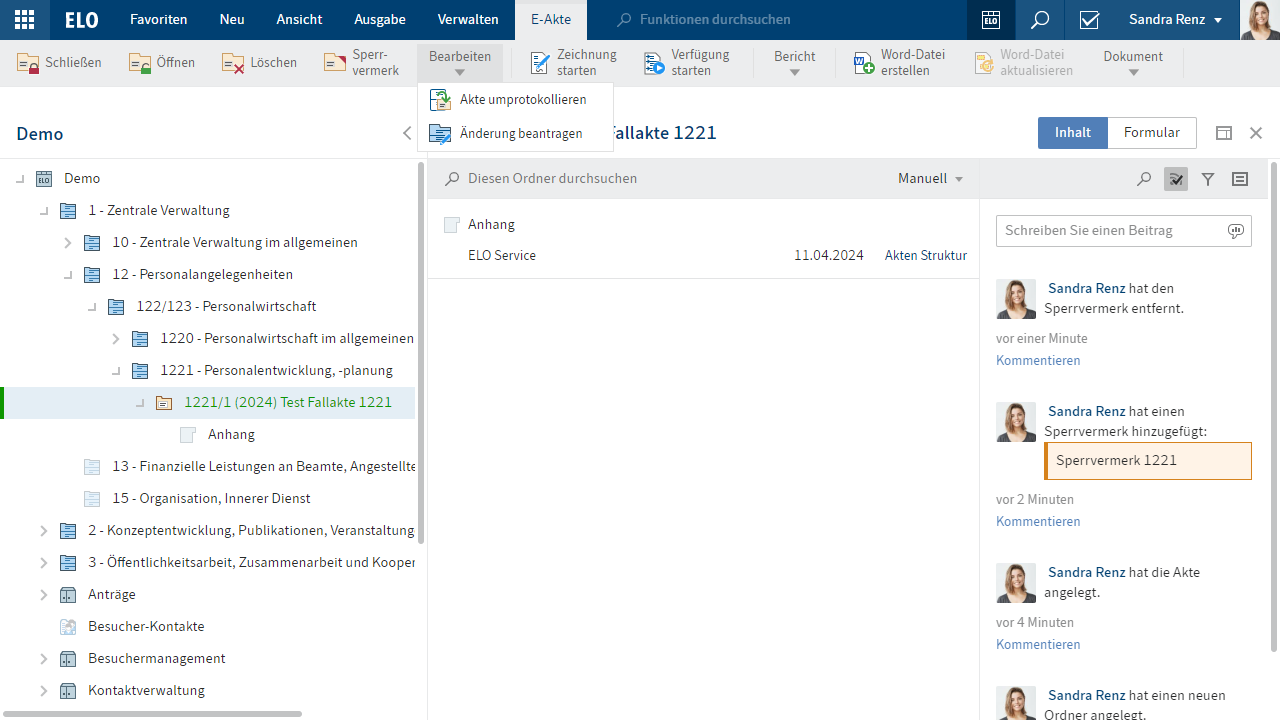 ELO Favoriten Neu Ansicht Ausgabe Verwalten E-Akte Funktionen durchsuchen ELO Sandra Renz
Schließen Öffnen Löschen Sperr-
vermerk Bearbeiten Zeichnung
starten Verfügung
starten Bericht Word-Datei
erstellen Word-Datei
aktualisieren Dokument
Akte umprotokollieren
Änderung beantragen
Demo
Fallakte 1221 Inhalt Formular
ELO Demo
1 - Zentrale Verwaltung
10 - Zentrale Verwaltung im allgemeinen
12 - Personalangelegenheiten
122/123 - Personalwirtschaft
1220 - Personalwirtschaft im allgemeinen
1221 - Personalentwicklung, -planung
1221/1 (2024) Test Fallakte 1221
Anhang
13 - Finanzielle Leistungen an Beamte, Angestellte
15 - Organisation, Innerer Dienst
2 - Konzeptentwicklung, Publikationen, Veranstaltunge
3 - Öffentlichkeitsarbeit, Zusammenarbeit und Kooper
Anträge
Besucher-Kontakte
Besuchermanagement
Kontaktverwaltung
Diesen Ordner durchsuchen Manuell
Anhang
ELO Service 11.04.2024 Akten Struktur
Schreiben Sie einen Beitrag
Sandra Renz hat den
Sperrvermerk entfernt.
vor einer Minute
Kommentieren
Sandra Renz hat einen
Sperrvermerk hinzugefügt:
Sperrvermerk 1221
vor 2 Minuten
Kommentieren
Sandra Renz hat die Akte
angelegt.
vor 4 Minuten
Kommentieren
Sandra Renz hat einen neuen
Ordner angelegt.